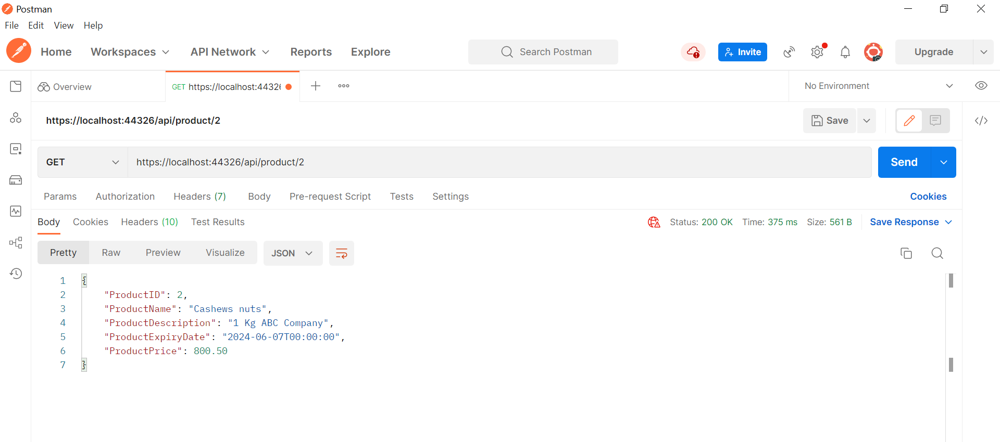 Postman
File Edit View Help
Home Workspaces API Network Reports Explore Search Postman Invite Upgrade
Overview GET https://localhost:4432 No Environment
https://localhost:44326/api/product/2 Save
GET https://localhost:44326/api/product/2 Send
Params Authorization Headers (7) Body Pre-request Script Tests Settings Cookies
Body Cookies Headers (10) Test Results Status: 200 OK Time: 375 ms Size: 561 B Save Response
Pretty Raw Preview Visualize JSON
1 {
2 "ProductID": 2,
3 "ProductName": "Cashews nuts",
4 "ProductDescription": "1 Kg ABC Company",
5 "ProductExpiryDate": "2024-06-07T00:00:00",
6 "ProductPrice": 800.50
7 }